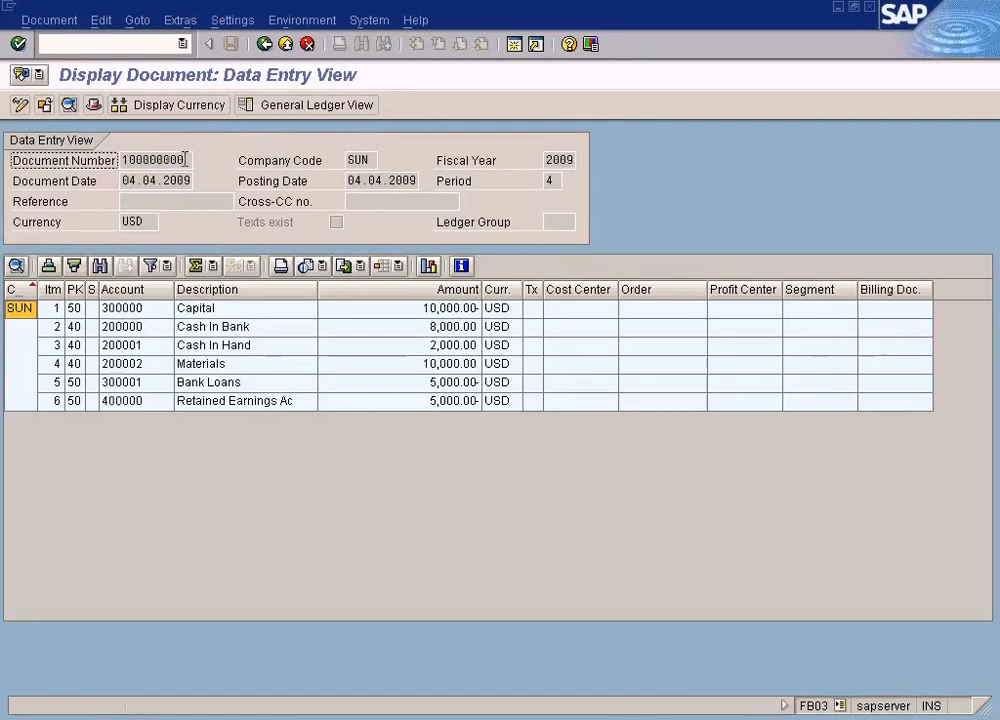 Document Edit Goto Extras Settings Environment System Help
SAP
Display Document: Data Entry View
Display Currency General Ledger View
Data Entry View
Document Number 100000000 Company Code SUN Fiscal Year 2009
Document Date 04.04.2009 Posting Date 04.04.2009 Period 4
Reference Cross-CC no.
Currency USD Texts exist Ledger Group
C... Itm PK S Account Description Amount Curr. Tx Cost Center Order Profit Center Segment Billing Doc.
SUN 1 50 300000 Capital 10,000.00- USD
2 40 200000 Cash In Bank 8,000.00 USD
3 40 200001 Cash In Hand 2,000.00 USD
4 40 200002 Materials 10,000.00 USD
5 50 300001 Bank Loans 5,000.00- USD
6 50 400000 Retained Earnings Ac 5,000.00- USD
FB03 sapserver INS